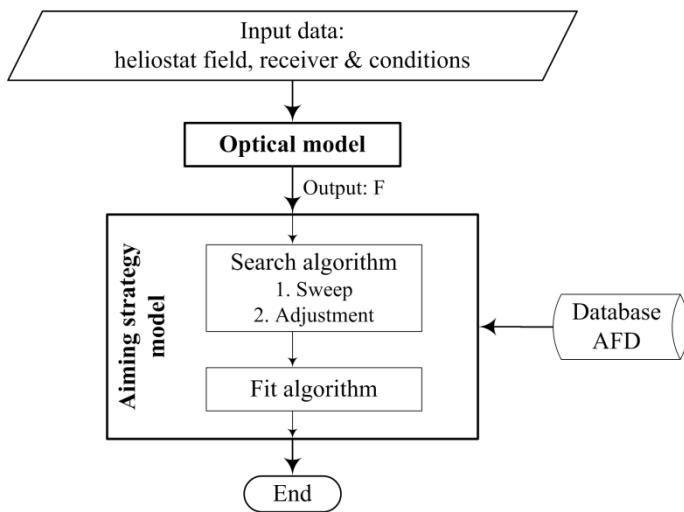 Input data:
heliostat field, receiver & conditions
Optical model
Output: F
Aiming strategy
model
Search algorithm
1. Sweep
2. Adjustment
Fit algorithm
Database
AFD
End